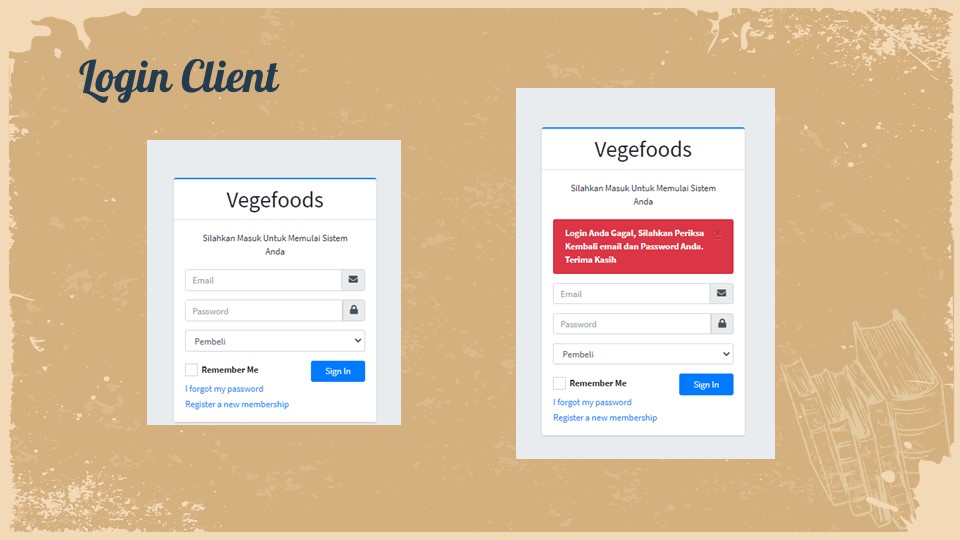 Login Client
Vegefoods
Silahkan Masuk Untuk Memulai Sistem
Anda
Email
Password
Pembeli
Remember Me
Sign In
I forgot my password
Register a new membership
Vegefoods
Silahkan Masuk Untuk Memulai Sistem
Anda
Login Anda Gagal, Silahkan Periksa ×
Kembali email dan Password Anda.
Terima Kasih
Email
Password
Pembeli
Remember Me
Sign In
I forgot my password
Register a new membership